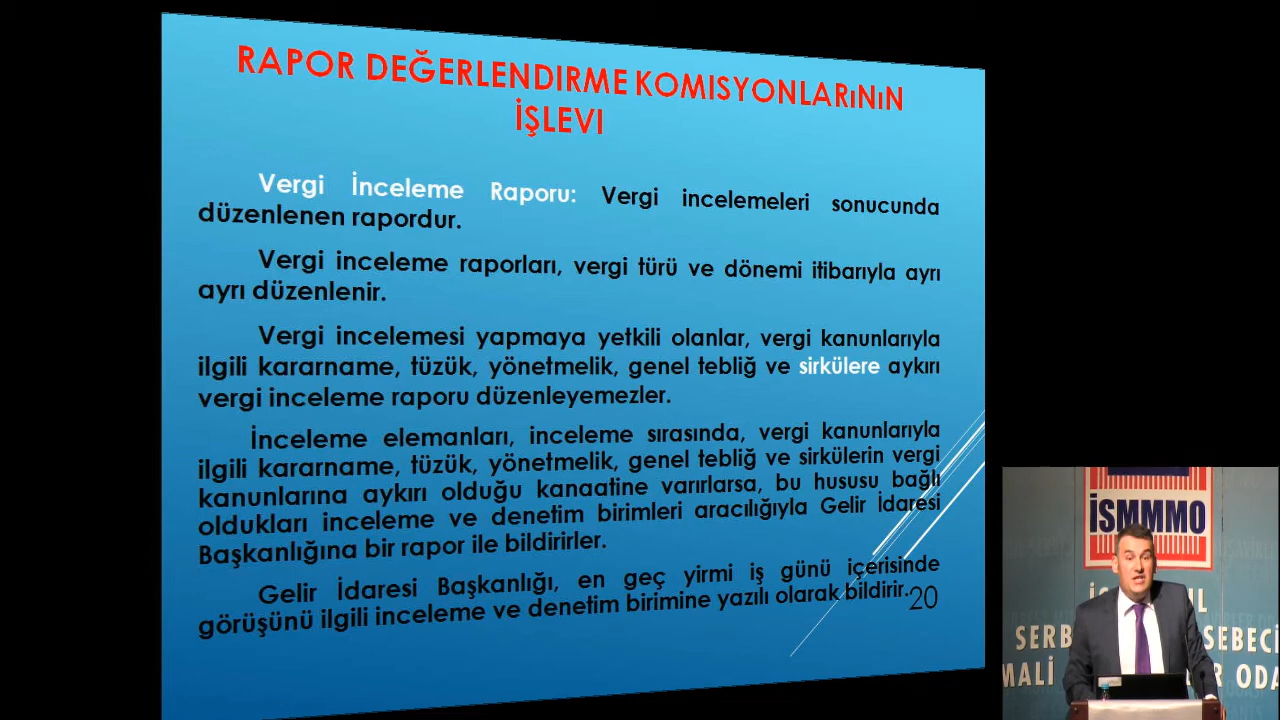 RAPOR DEĞERLENDİRME KOMISYONLARıNıN
İŞLEVI
Vergi İnceleme Raporu: Vergi incelemeleri sonucunda
düzenlenen rapordur.
Vergi inceleme raporları, vergi türü ve dönemi itibarıyla ayrı
ayrı düzenlenir.
Vergi incelemesi yapmaya yetkili olanlar, vergi kanunlarıyla
ilgili kararname, tüzük, yönetmelik, genel tebliğ ve sirkülere aykırı
vergi inceleme raporu düzenleyemezler.
İnceleme elemanları, inceleme sırasında, vergi kanunlarıyla
ilgili kararname, tüzük, yönetmelik, genel tebliğ ve sirkülerin vergi
kanunlarına aykırı olduğu kanaatine varırlarsa, bu hususu bağlı
oldukları inceleme ve denetim birimleri aracılığıyla Gelir İdaresi
Başkanlığına bir rapor ile bildirirler.
Gelir İdaresi Başkanlığı, en geç yirmi iş günü içerisinde
görüşünü ilgili inceleme ve denetim birimine yazılı olarak bildirir.
20
İSMMMO
SERB
SEBECİ
MALİ
R ODA